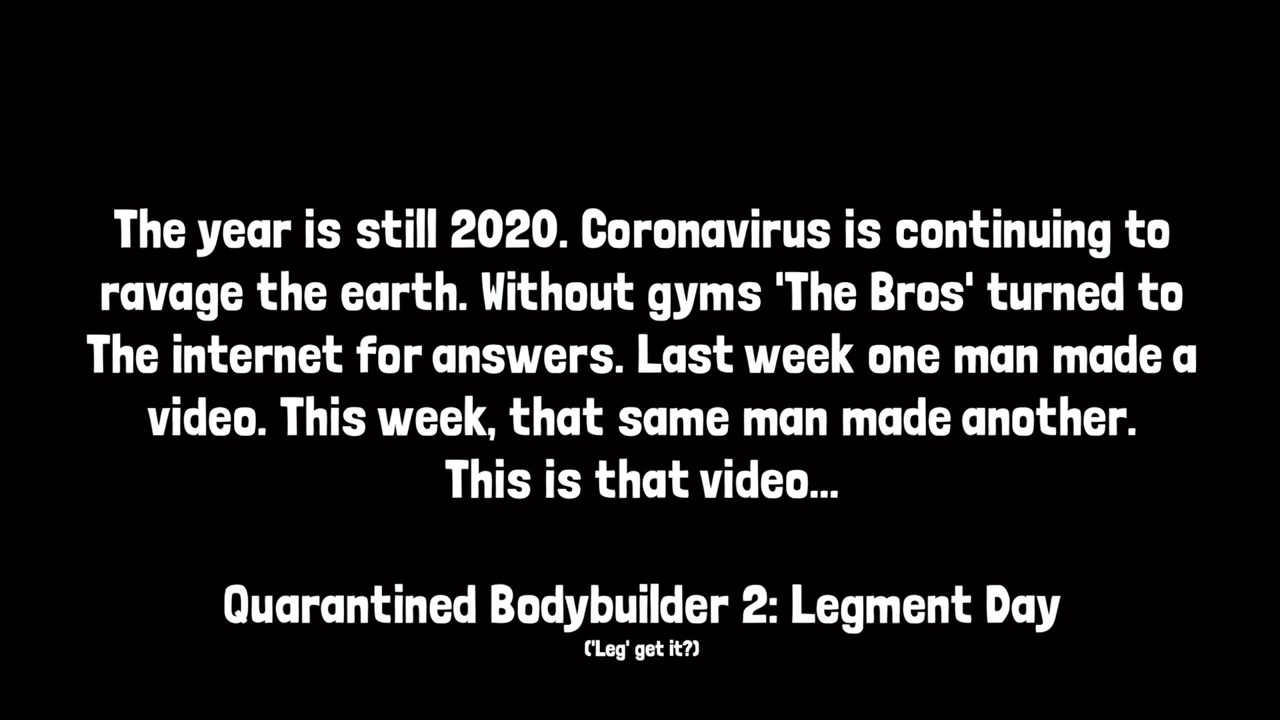 The year is still 2020. Coronavirus is continuing to
ravage the earth. Without gyms 'The Bros' turned to
The internet for answers. Last week one man made a
video. This week, that same man made another.
This is that video...
Quarantined Bodybuilder 2: Legment Day
('Leg' get it?)